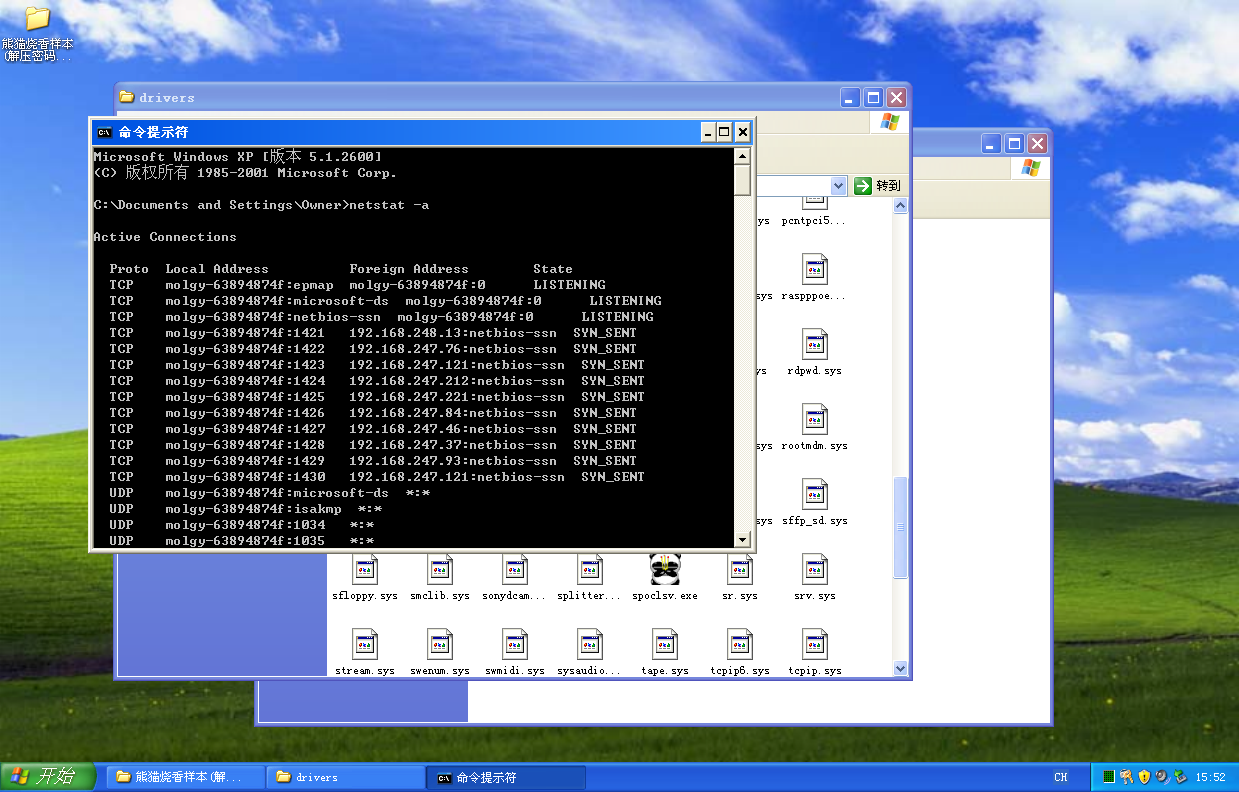 熊猫烧香样本
(解压密码...
drivers
命令提示符
Microsoft Windows XP [版本 5.1.2600]
(C) 版权所有 1985-2001 Microsoft Corp.
C:\Documents and Settings\Owner>netstat -a
Active Connections
Proto  Local Address          Foreign Address        State
TCP    molgy-63894874f:epmap  molgy-63894874f:0      LISTENING
TCP    molgy-63894874f:microsoft-ds  molgy-63894874f:0      LISTENING
TCP    molgy-63894874f:netbios-ssn  molgy-63894874f:0      LISTENING
TCP    molgy-63894874f:1421   192.168.248.13:netbios-ssn  SYN_SENT
TCP    molgy-63894874f:1422   192.168.247.76:netbios-ssn  SYN_SENT
TCP    molgy-63894874f:1423   192.168.247.121:netbios-ssn  SYN_SENT
TCP    molgy-63894874f:1424   192.168.247.212:netbios-ssn  SYN_SENT
TCP    molgy-63894874f:1425   192.168.247.221:netbios-ssn  SYN_SENT
TCP    molgy-63894874f:1426   192.168.247.84:netbios-ssn  SYN_SENT
TCP    molgy-63894874f:1427   192.168.247.46:netbios-ssn  SYN_SENT
TCP    molgy-63894874f:1428   192.168.247.37:netbios-ssn  SYN_SENT
TCP    molgy-63894874f:1429   192.168.247.93:netbios-ssn  SYN_SENT
TCP    molgy-63894874f:1430   192.168.247.121:netbios-ssn  SYN_SENT
UDP    molgy-63894874f:microsoft-ds  *:*
UDP    molgy-63894874f:isakmp  *:*
UDP    molgy-63894874f:1034   *:*
UDP    molgy-63894874f:1035   *:*
转到
ys pcntpci5...
sys raspppoe...
ys rdpwd.sys
sys rootmdm.sys
sys sffp_sd.sys
sfloppy.sys smclib.sys sonydcam... splitter... spoclsv.exe sr.sys srv.sys
stream.sys swenum.sys swmidi.sys sysaudio... tape.sys tcpip6.sys tcpip.sys
开始 熊猫烧香样本 (解... drivers 命令提示符 CH 15:52